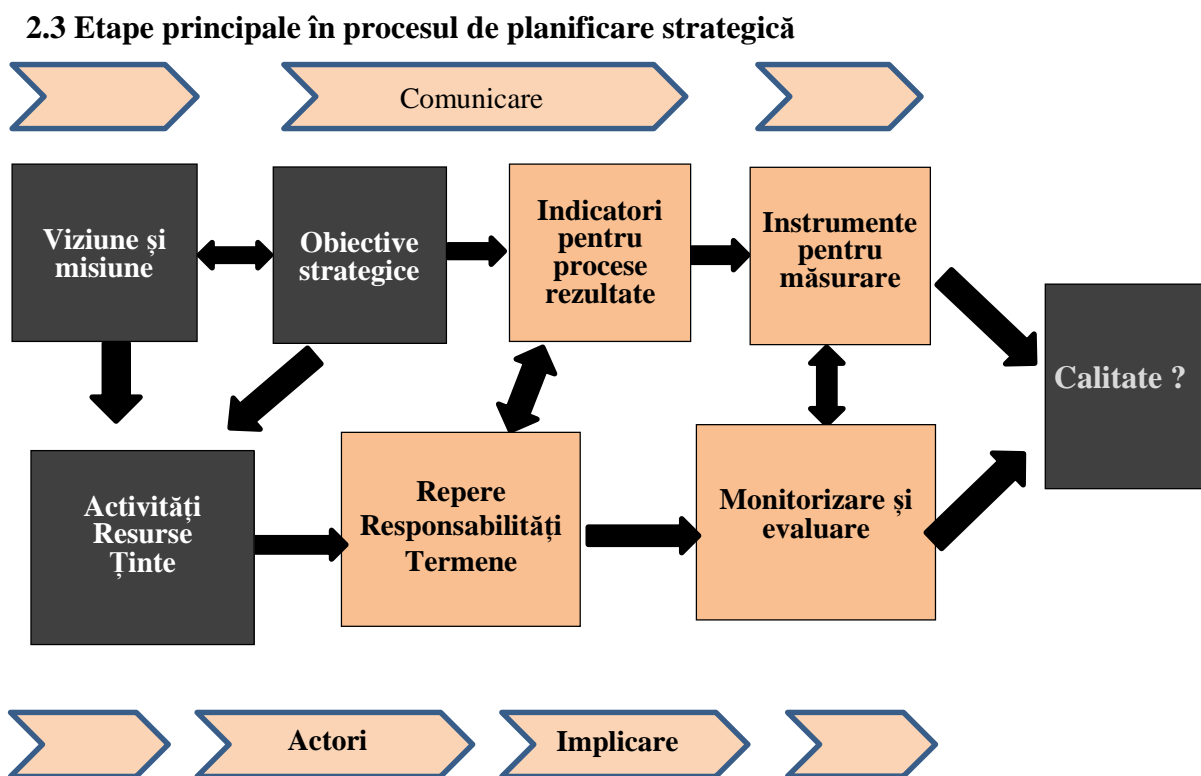 2.3 Etape principale în procesul de planificare strategică
Comunicare
Viziune și
misiune
Obiective
strategice
Indicatori
pentru
procese
rezultate
Instrumente
pentru
măsurare
Calitate ?
Activități
Resurse
Ținte
Repere
Responsabilități
Termene
Monitorizare și
evaluare
Actori
Implicare